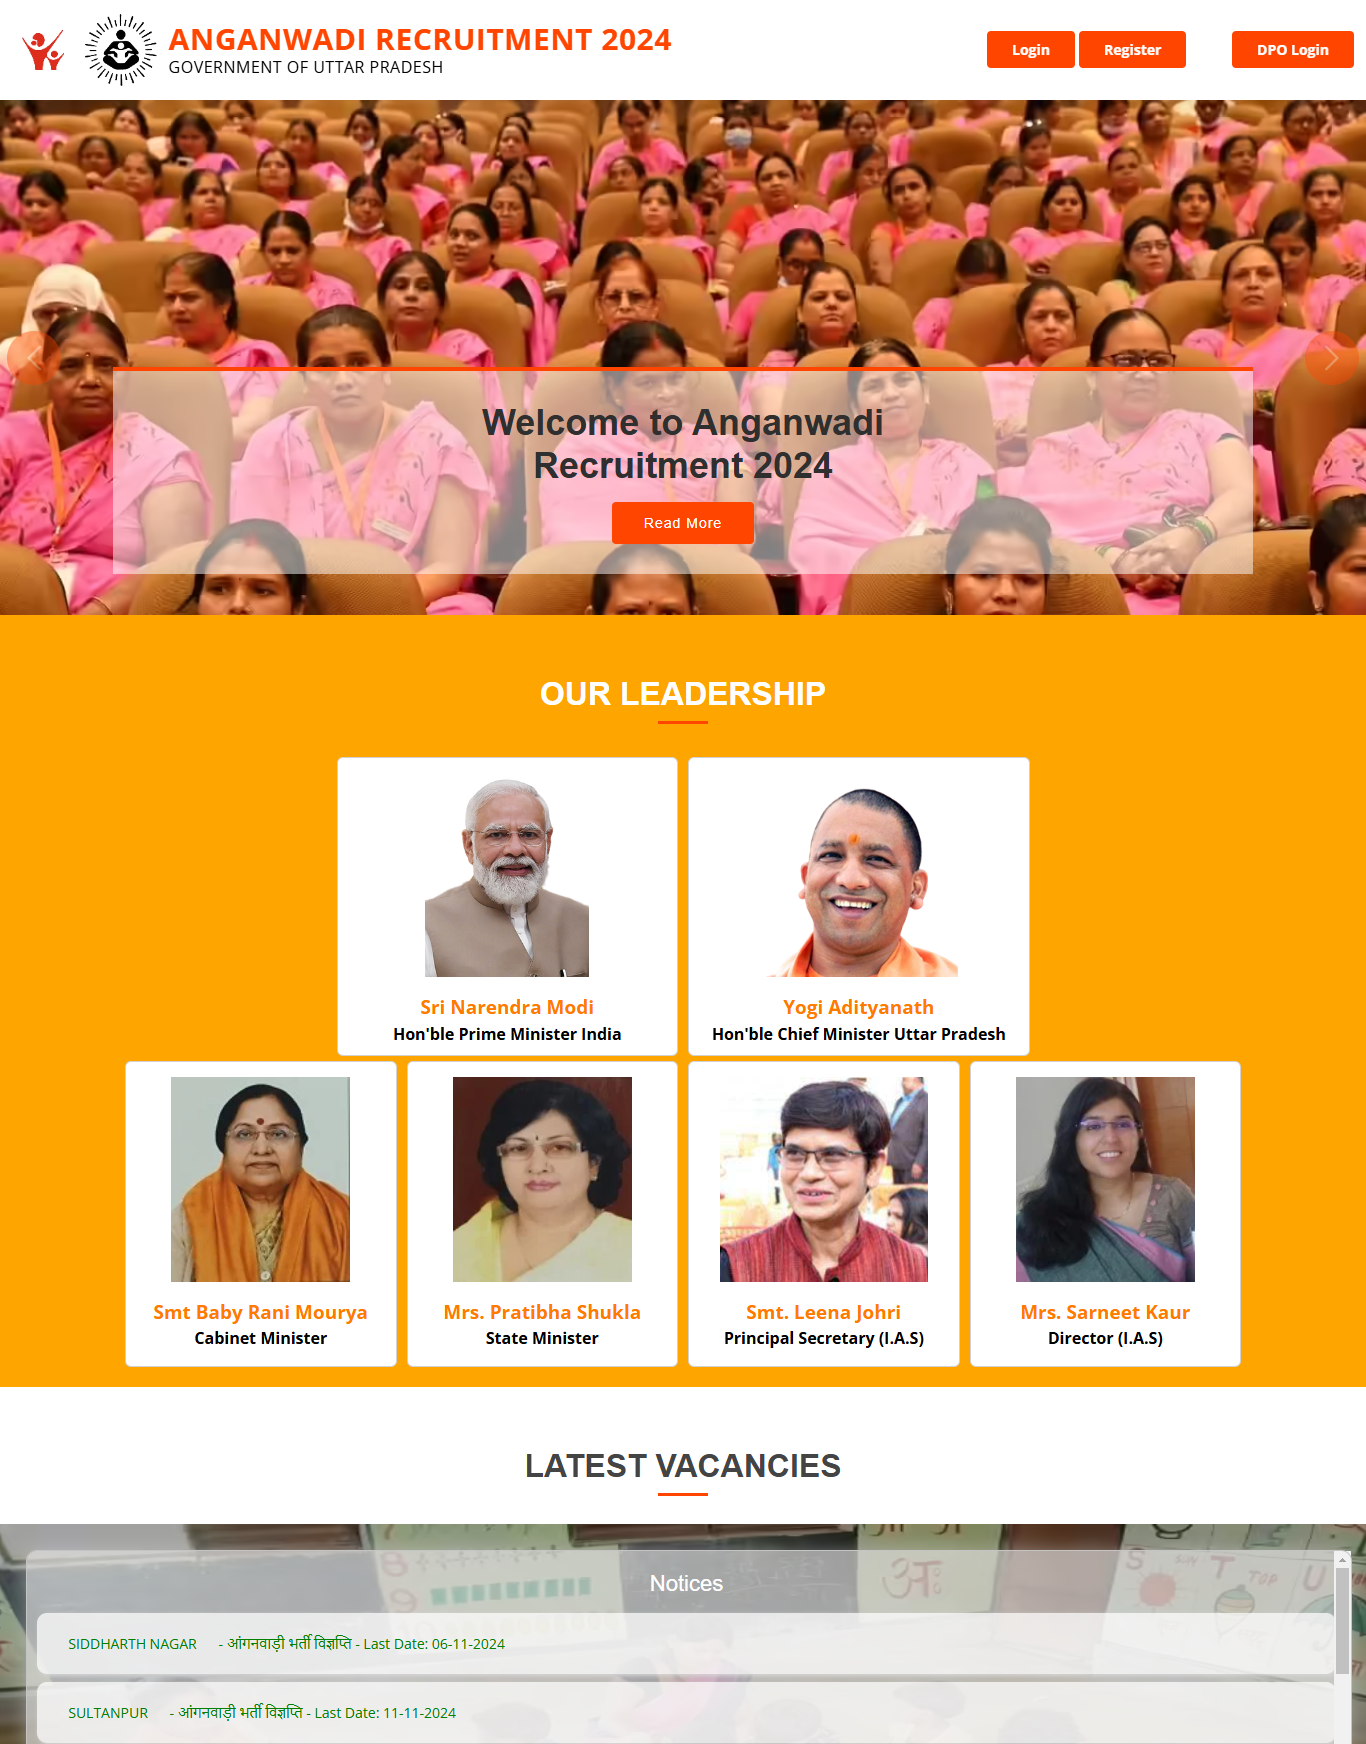 ANGANWADI RECRUITMENT 2024
GOVERNMENT OF UTTAR PRADESH
Login
Register
DPO Login
Welcome to Anganwadi
Recruitment 2024
Read More
OUR LEADERSHIP
Sri Narendra Modi
Hon'ble Prime Minister India
Yogi Adityanath
Hon'ble Chief Minister Uttar Pradesh
Smt Baby Rani Mourya
Cabinet Minister
Mrs. Pratibha Shukla
State Minister
Smt. Leena Johri
Principal Secretary (I.A.S)
Mrs. Sarneet Kaur
Director (I.A.S)
LATEST VACANCIES
Notices
SIDDHARTH NAGAR - आंगनवाड़ी भर्ती विज्ञप्ति - Last Date: 06-11-2024
SULTANPUR - आंगनवाड़ी भर्ती विज्ञप्ति - Last Date: 11-11-2024